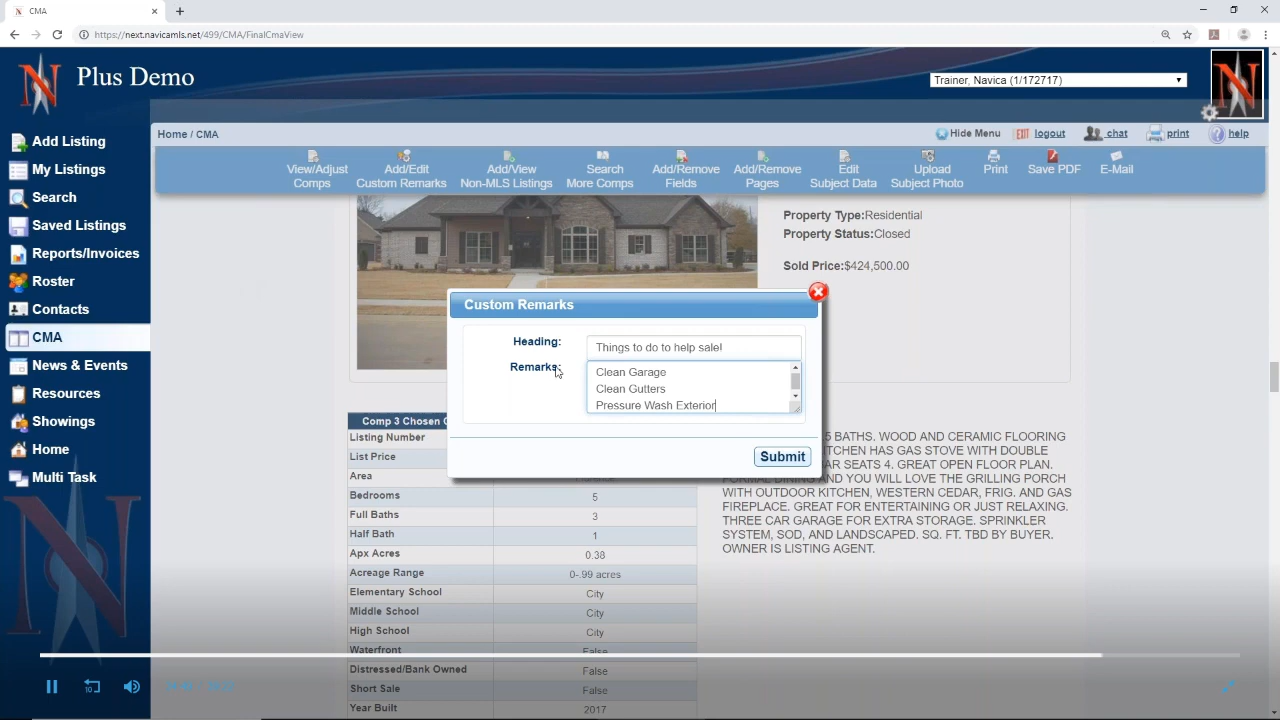 CMA
https://next.navicamls.net/499/CMA/FinalCmaView
Plus Demo
Trainer, Navica (1/172717)
Home / CMA
Hide Menu
EXIT logout
chat
print
help
View/Adjust Comps
Add/Edit Custom Remarks
Add/View Non-MLS Listings
Search More Comps
Add/Remove Fields
Add/Remove Pages
Edit Subject Data
Upload Subject Photo
Print
Save PDF
E-Mail
Add Listing
My Listings
Search
Saved Listings
Reports/Invoices
Roster
Contacts
CMA
News & Events
Resources
Showings
Home
Multi Task
Property Type:Residential
Property Status:Closed
Sold Price:$424,500.00
Custom Remarks
Heading:
Things to do to help sale!
Remarks:
Clean Garage
Clean Gutters
Pressure Wash Exterior
Submit
Comp 3 Chosen
Listing Number
List Price
Area
Bedrooms 5
Full Baths 3
Half Bath 1
Apx Acres 0.38
Acreage Range 0-.99 acres
Elementary School City
Middle School City
High School City
Waterfront False
Distressed/Bank Owned False
Short Sale False
Year Built 2017
5 BATHS. WOOD AND CERAMIC FLOORING
HAS GAS STOVE WITH DOUBLE
SEATS 4. GREAT OPEN FLOOR PLAN.
AND YOU WILL LOVE THE GRILLING PORCH
WITH OUTDOOR KITCHEN, WESTERN CEDAR, FRIG. AND GAS
FIREPLACE. GREAT FOR ENTERTAINING OR JUST RELAXING.
THREE CAR GARAGE FOR EXTRA STORAGE. SPRINKLER
SYSTEM, SOD, AND LANDSCAPED. SQ. FT. TBD BY BUYER.
OWNER IS LISTING AGENT.
10